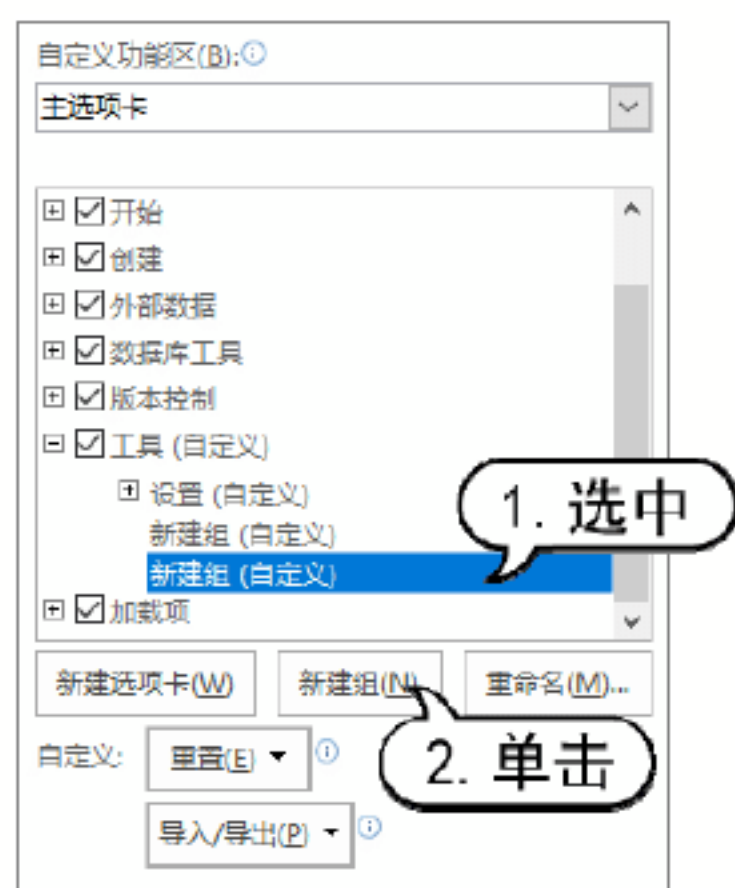 自定义功能区(B):
主选项卡
开始
创建
外部数据
数据库工具
版本控制
工具 (自定义)
设置 (自定义)
新建组 (自定义)
新建组 (自定义)
加载项
1. 选中
新建选项卡(W) 新建组(N) 重命名(M)...
2. 单击
自定义: 重置(E)
导入/导出(P)